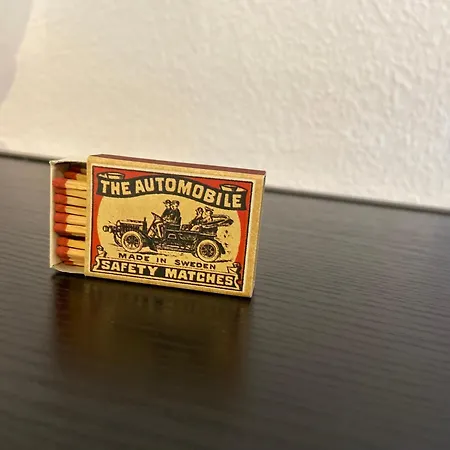 THE AUTOMOBILE
MADE IN SWEDEN
SAFETY MATCHES